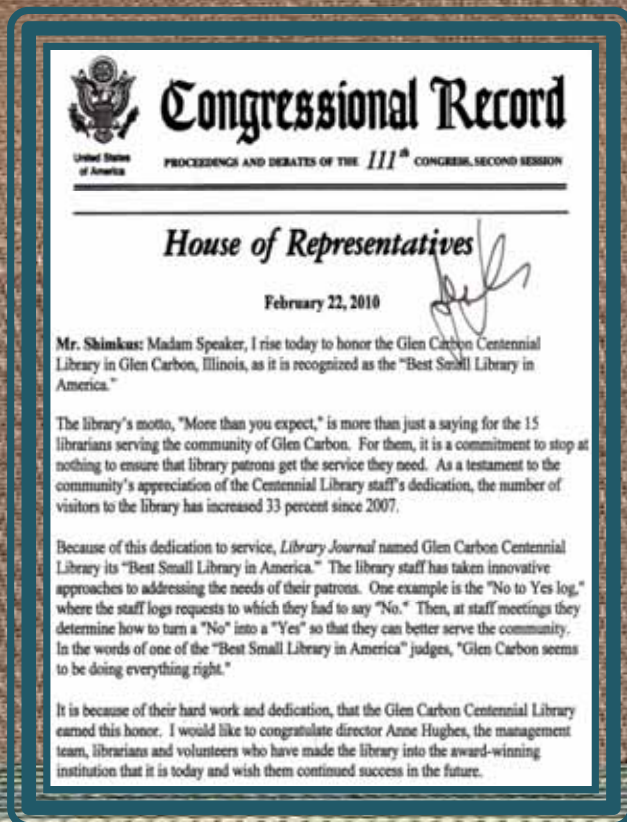 Congressional Record
United States
of America
PROCEEDINGS AND DEBATES OF THE 111th CONGRESS, SECOND SESSION
House of Representatives
February 22, 2010
Mr. Shimkus: Madam Speaker, I rise today to honor the Glen Carbon Centennial
Library in Glen Carbon, Illinois, as it is recognized as the “Best Small Library in
America.”
The library's motto, "More than you expect," is more than just a saying for the 15
librarians serving the community of Glen Carbon. For them, it is a commitment to stop at
nothing to ensure that library patrons get the service they need. As a testament to the
community's appreciation of the Centennial Library staff's dedication, the number of
visitors to the library has increased 33 percent since 2007.
Because of this dedication to service, Library Journal named Glen Carbon Centennial
Library its “Best Small Library in America.” The library staff has taken innovative
approaches to addressing the needs of their patrons. One example is the "No to Yes log,"
where the staff logs requests to which they had to say "No." Then, at staff meetings they
determine how to turn a "No" into a "Yes" so that they can better serve the community.
In the words of one of the “Best Small Library in America” judges, "Glen Carbon seems
to be doing everything right."
It is because of their hard work and dedication, that the Glen Carbon Centennial Library
earned this honor. I would like to congratulate director Anne Hughes, the management
team, librarians and volunteers who have made the library into the award-winning
institution that it is today and wish them continued success in the future.